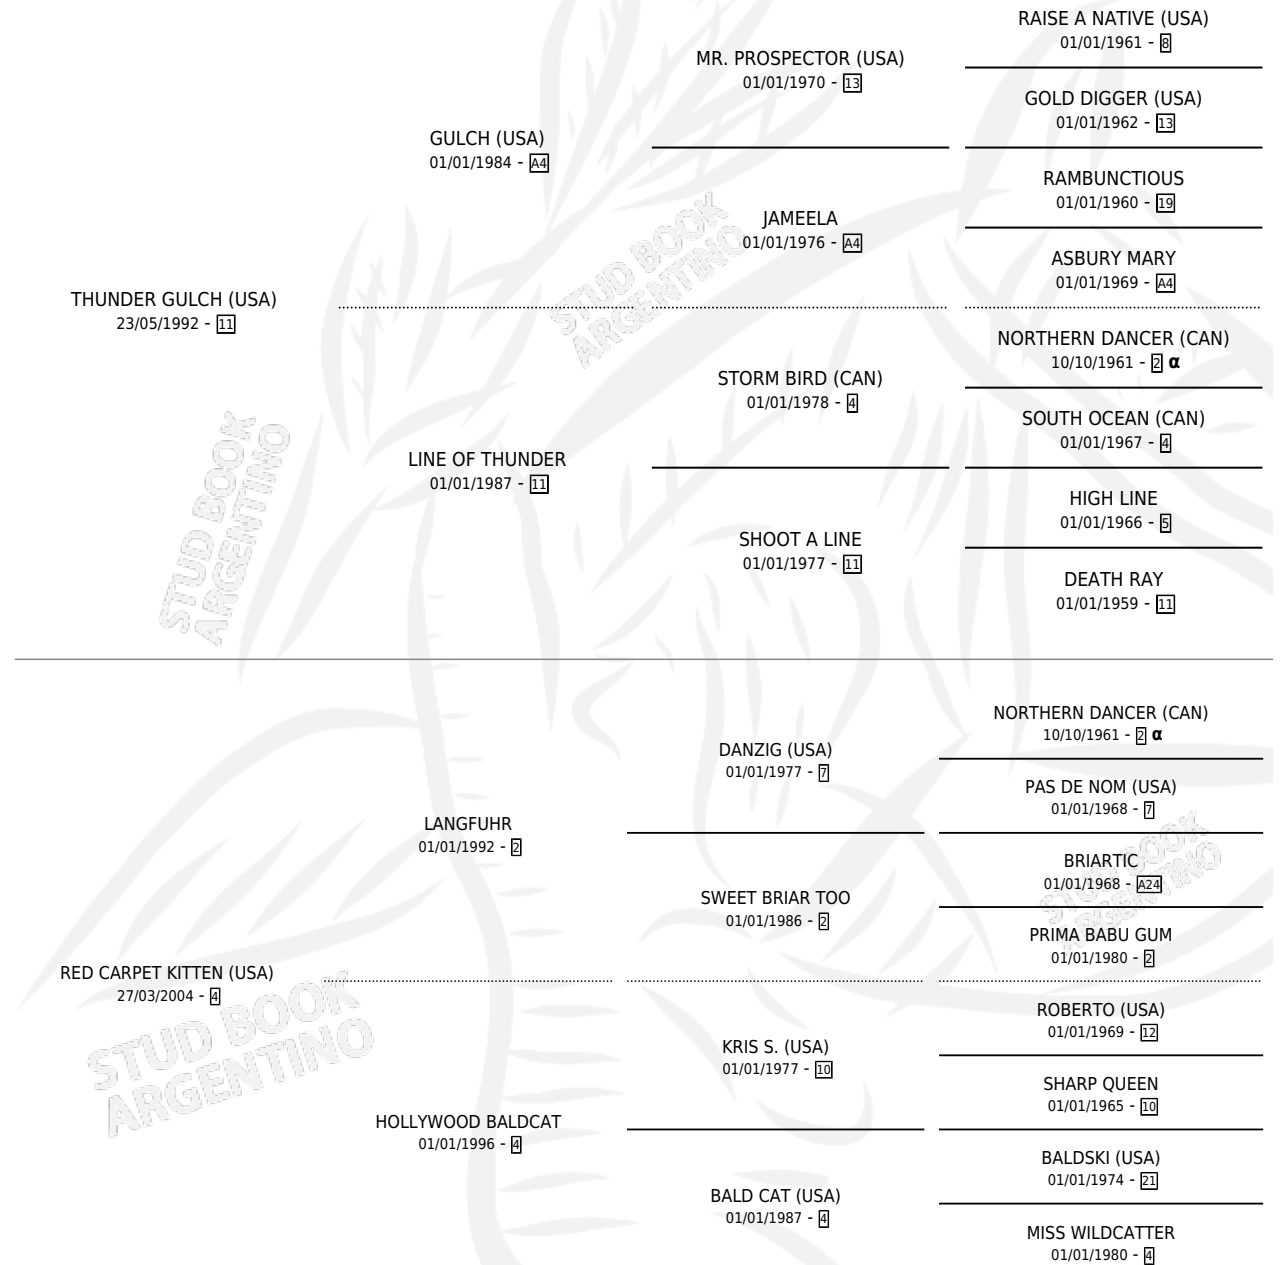 RAISE A NATIVE (USA)
01/01/1961 - 8
MR. PROSPECTOR (USA)
01/01/1970 - 13
GOLD DIGGER (USA)
01/01/1962 - 13
GULCH (USA)
01/01/1984 - A4
RAMBUNCTIOUS
01/01/1960 - 19
JAMEELA
01/01/1976 - A4
ASBURY MARY
01/01/1969 - A4
THUNDER GULCH (USA)
23/05/1992 - 11
NORTHERN DANCER (CAN)
10/10/1961 - 2 α
STORM BIRD (CAN)
01/01/1978 - 4
SOUTH OCEAN (CAN)
01/01/1967 - 4
LINE OF THUNDER
01/01/1987 - 11
HIGH LINE
01/01/1966 - 5
SHOOT A LINE
01/01/1977 - 11
DEATH RAY
01/01/1959 - 11
NORTHERN DANCER (CAN)
10/10/1961 - 2 α
DANZIG (USA)
01/01/1977 - 7
PAS DE NOM (USA)
01/01/1968 - 7
LANGFUHR
01/01/1992 - 2
BRIARTIC
01/01/1968 - A24
SWEET BRIAR TOO
01/01/1986 - 2
PRIMA BABU GUM
01/01/1980 - 2
RED CARPET KITTEN (USA)
27/03/2004 - 4
ROBERTO (USA)
01/01/1969 - 12
KRIS S. (USA)
01/01/1977 - 10
SHARP QUEEN
01/01/1965 - 10
HOLLYWOOD BALDCAT
01/01/1996 - 4
BALDSKI (USA)
01/01/1974 - 21
BALD CAT (USA)
01/01/1987 - 4
MISS WILDCATTER
01/01/1980 - 4
STUD BOOK
ARGENTINO
STUD BOOK
ARGENTINO
STUD BOOK
ARGENTINO
STUD BOOK
ARGENTINO